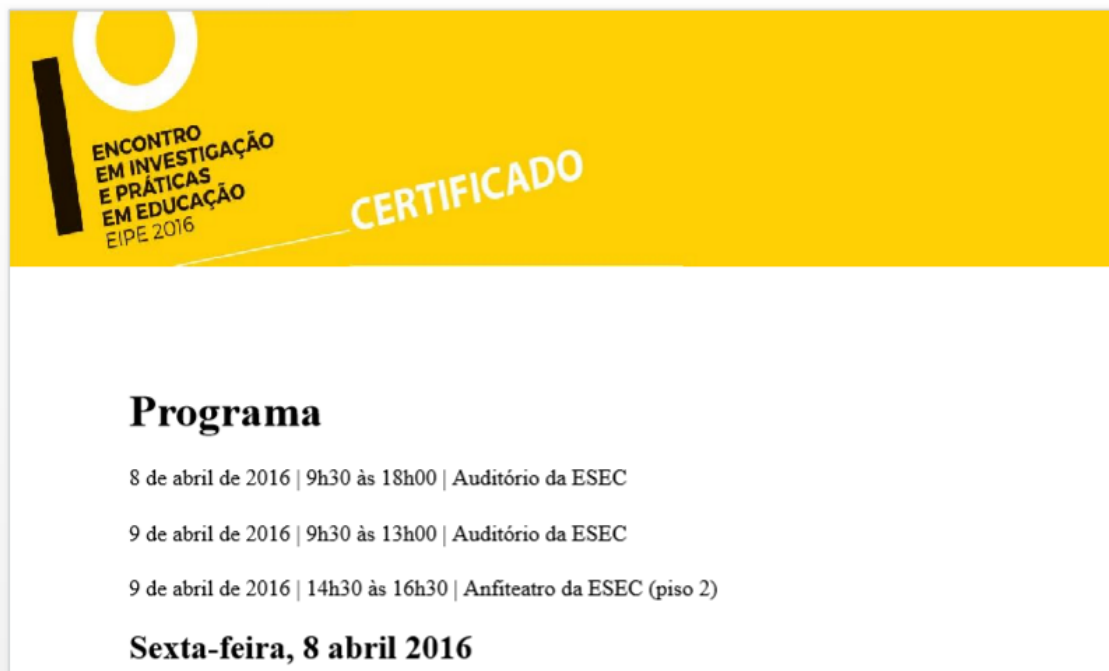 IO
ENCONTRO
EM INVESTIGAÇÃO
E PRÁTICAS
EM EDUCAÇÃO
EIPE 2016
CERTIFICADO
Programa
8 de abril de 2016 | 9h30 às 18h00 | Auditório da ESEC
9 de abril de 2016 | 9h30 às 13h00 | Auditório da ESEC
9 de abril de 2016 | 14h30 às 16h30 | Anfiteatro da ESEC (piso 2)
Sexta-feira, 8 abril 2016